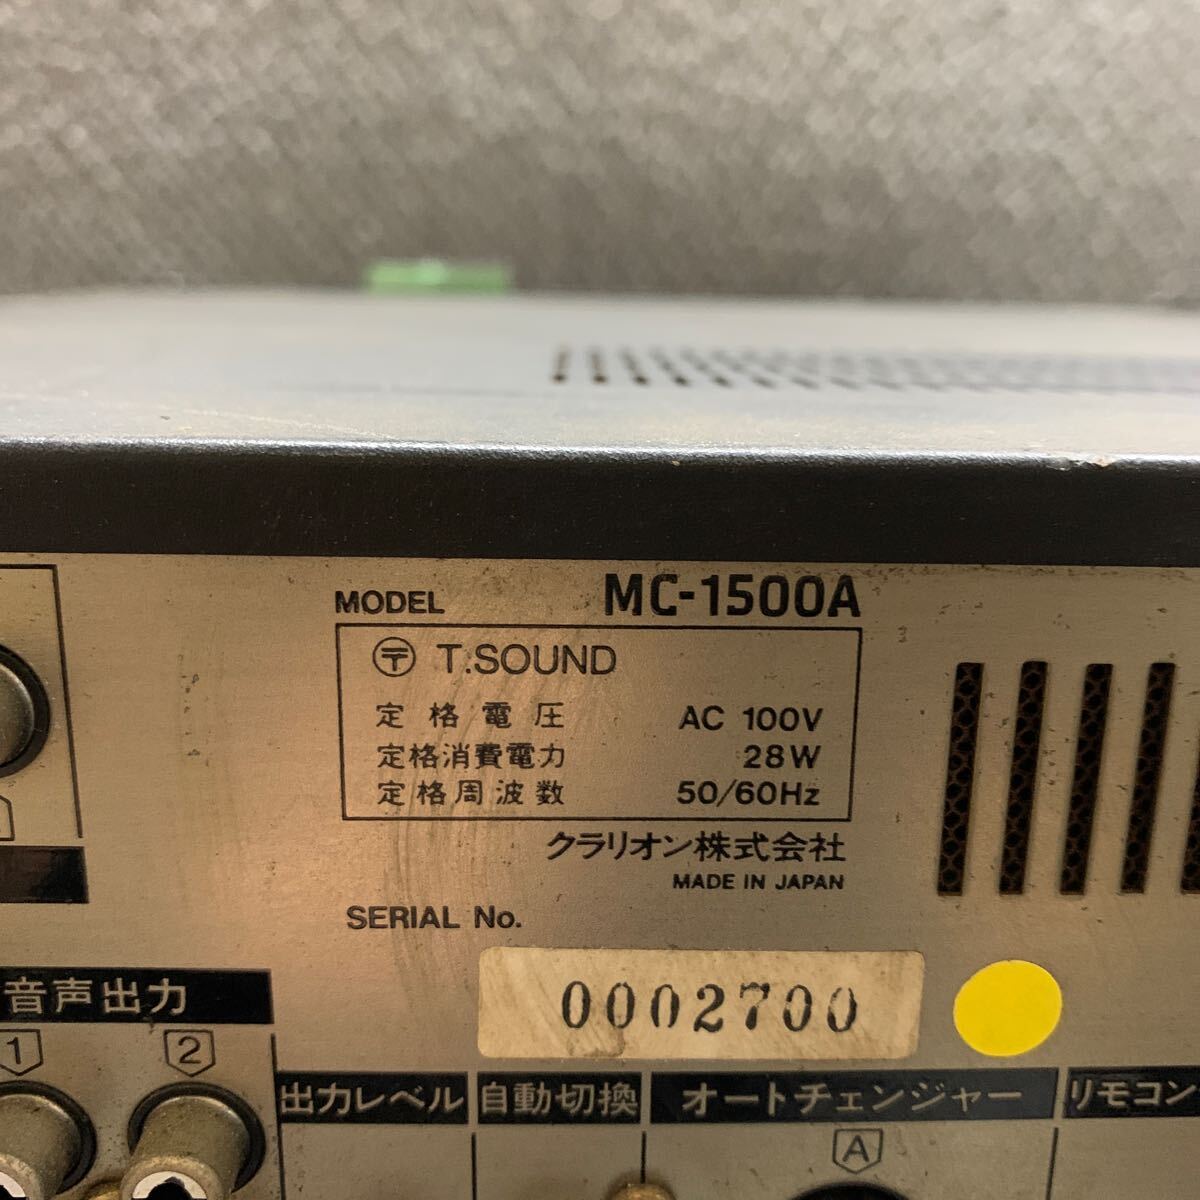 MODEL MC-1500A
〒 T.SOUND
定格電圧 AC 100V
定格消費電力 28W
定格周波数 50/60Hz
クラリオン株式会社
MADE IN JAPAN
SERIAL No.
0002700
音声出力
1 2
出力レベル 自動切換 オートチェンジャー リモコン
A